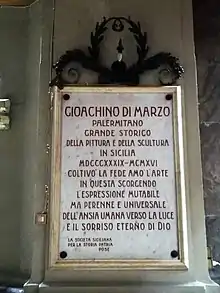 GIOACHINO DI MARZO
PALERMITANO
GRANDE STORICO
DELLA PITTURA E DELLA SCULTURA
IN SICILIA
MDCCCXXXIX-MCMXVI
COLTIVO LA FEDE AMO L'ARTE
IN QUESTA SCORGENDO
L'ESPRESSIONE MUTABILE
MA PERENNE E UNIVERSALE
DELL'ANSIA UMANA VERSO LA LUCE
E IL SORRISO ETERNO DI DIO
LA SOCIETÀ SICILIANA
PER LA STORIA PATRIA
POSE